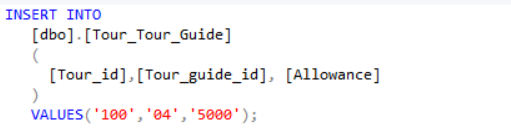 INSERT INTO
[dbo].[Tour_Tour_Guide]
(
[Tour_id],[Tour_guide_id], [Allowance]
)
VALUES('100','04','5000');